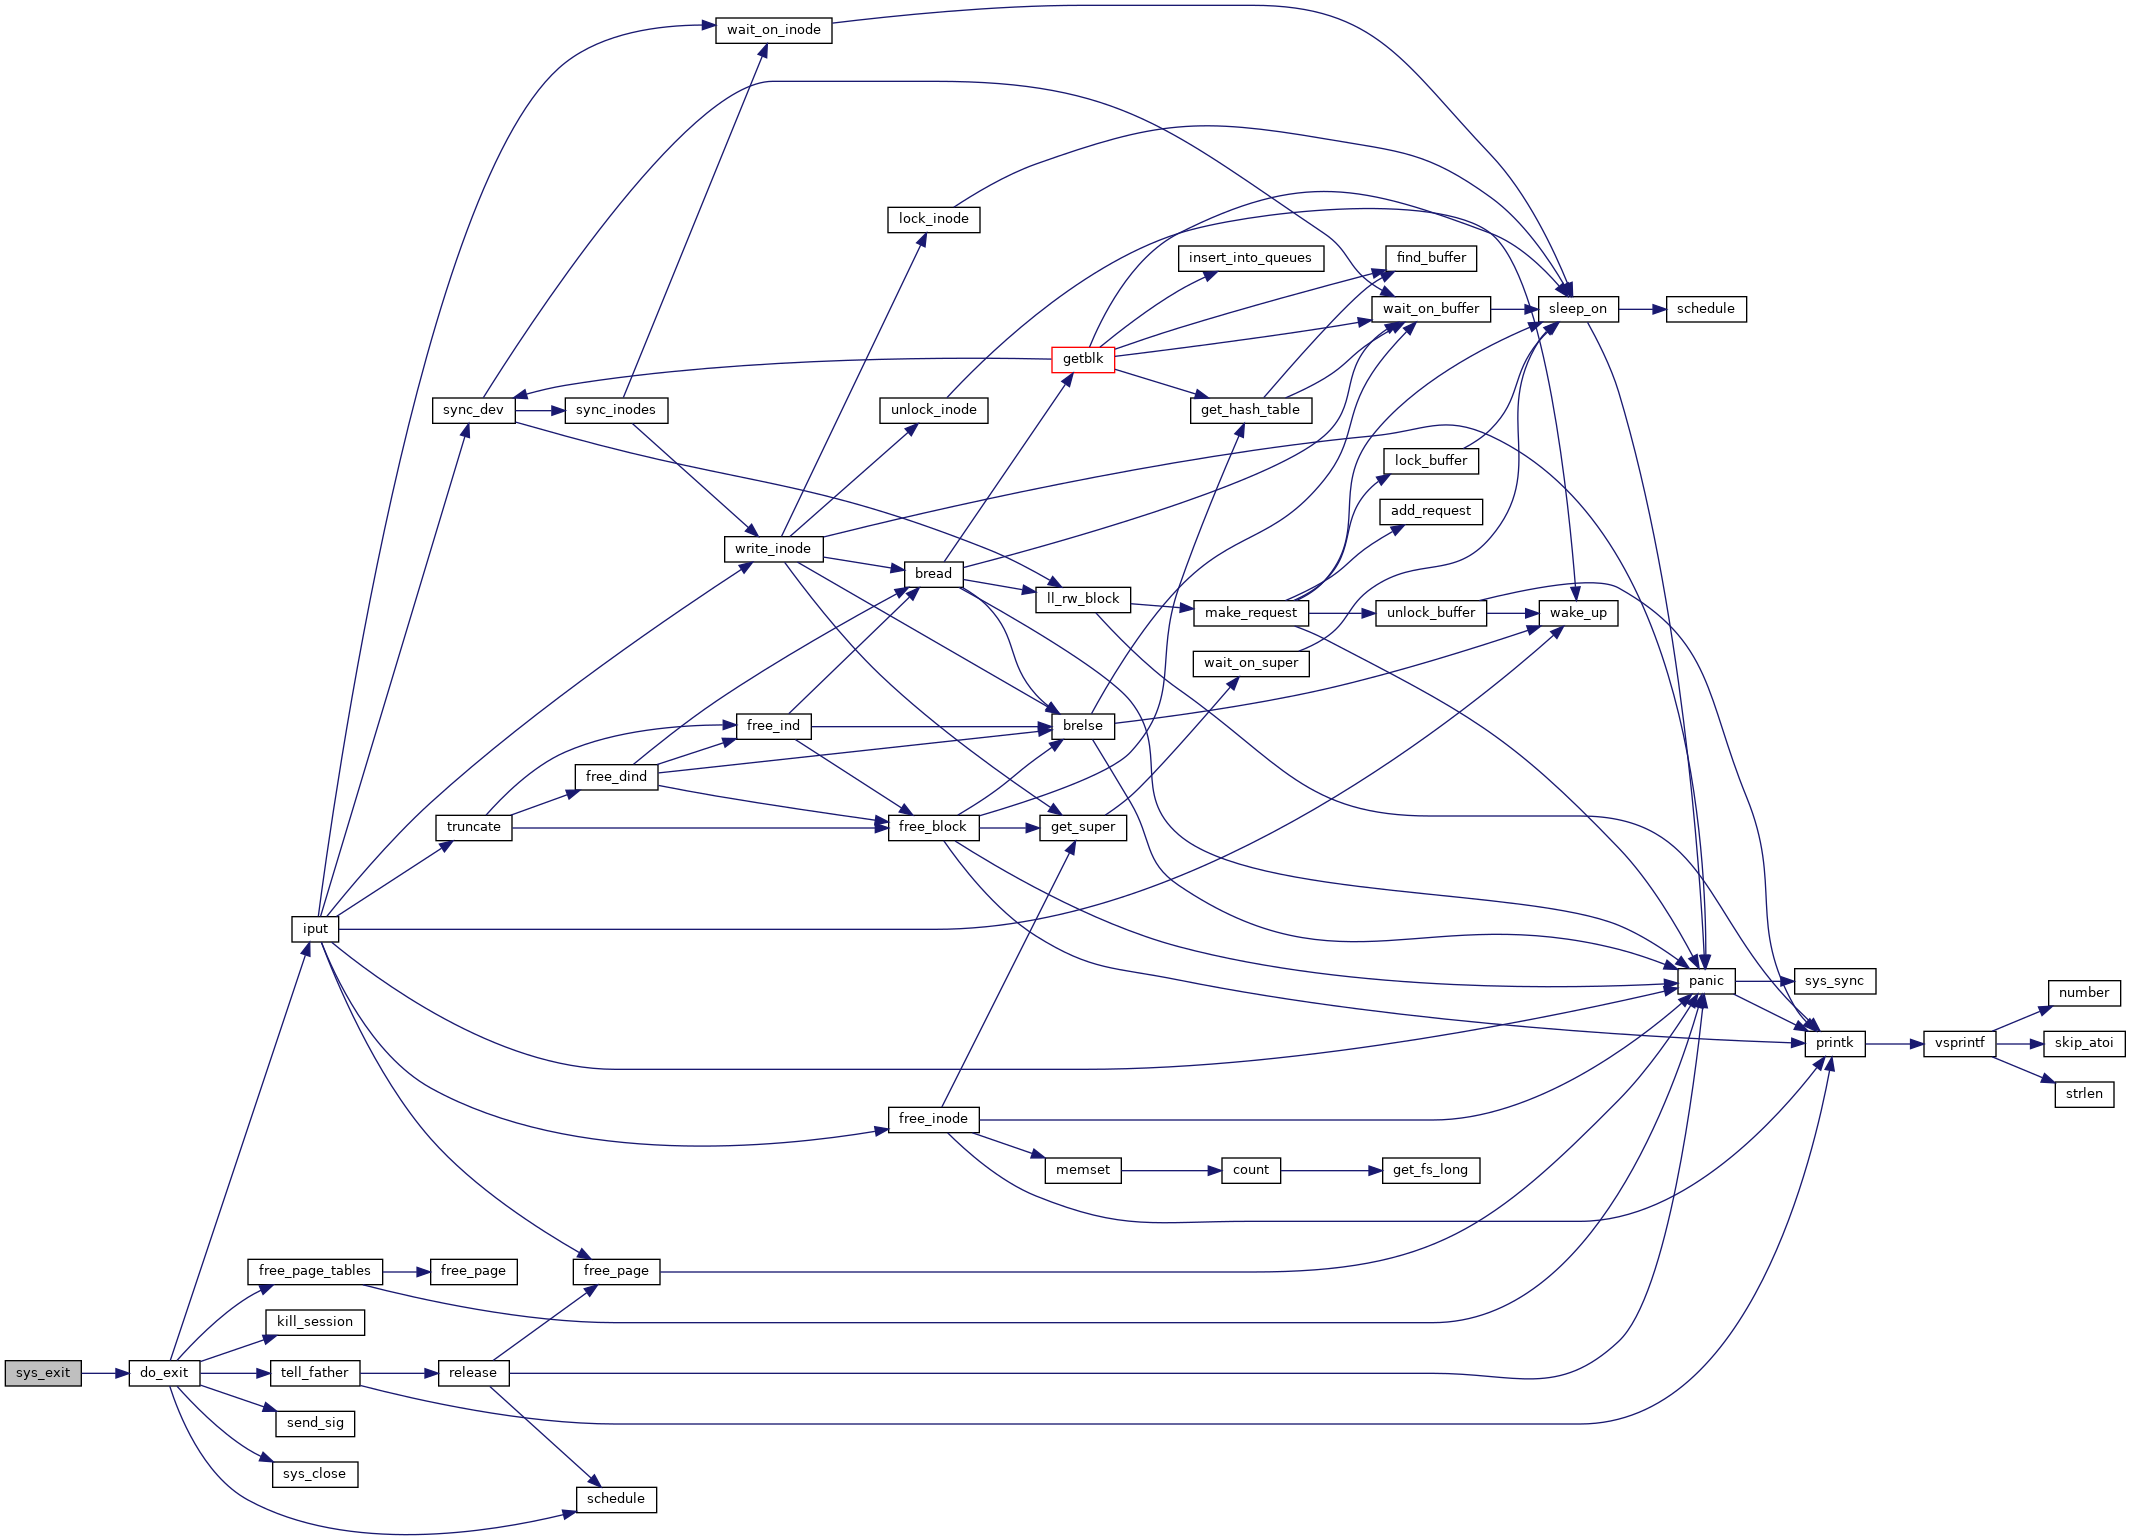 wait_on_inode
lock_inode
insert_into_queues
find_buffer
wait_on_buffer
sleep_on
schedule
getblk
sync_dev
sync_inodes
unlock_inode
get_hash_table
lock_buffer
add_request
write_inode
bread
ll_rw_block
make_request
unlock_buffer
wake_up
wait_on_super
free_ind
brelse
free_dind
truncate
free_block
get_super
iput
panic
sys_sync
number
printk
vsprintf
skip_atoi
strlen
free_inode
memset
count
get_fs_long
free_page_tables
free_page
free_page
kill_session
sys_exit
do_exit
tell_father
release
send_sig
sys_close
schedule